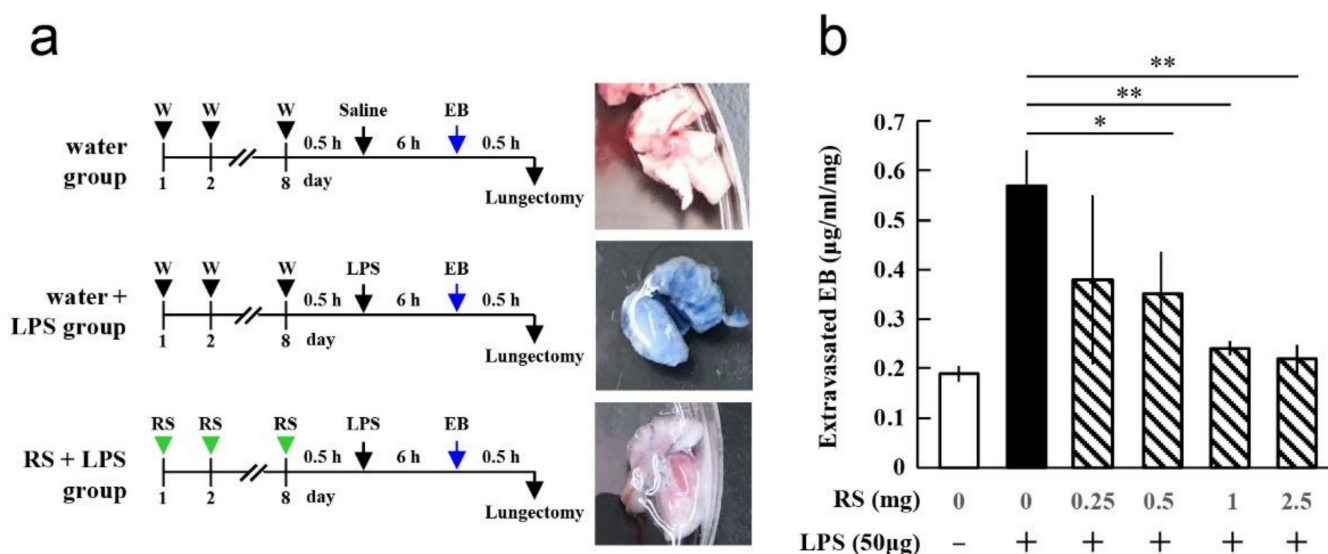 a
W W W Saline EB
0.5 h 6 h 0.5 h
water
group
1 2 8 day
Lungectomy
W W W LPS EB
0.5 h 6 h 0.5 h
water +
LPS group
1 2 8 day
Lungectomy
RS RS RS LPS EB
0.5 h 6 h 0.5 h
RS + LPS
group
1 2 8 day
Lungectomy
b
**
**
*
Extravasated EB (µg/ml/mg)
0.7
0.6
0.5
0.4
0.3
0.2
0.1
0
RS (mg) 0 0 0.25 0.5 1 2.5
LPS (50µg) – + + + + +